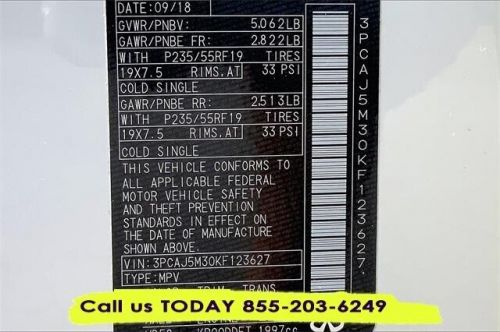 DATE: 09/18
GVWR/PNBV: 5,062LB
GAWR/PNBE FR: 2,822LB
WITH P235/55RF19 TIRES
19X7.5 RIMS.AT 33 PSI
COLD SINGLE
GAWR/PNBE RR: 2,513LB
WITH P235/55RF19 TIRES
19X7.5 RIMS.AT 33 PSI
COLD SINGLE
THIS VEHICLE CONFORMS TO
ALL APPLICABLE FEDERAL
MOTOR VEHICLE SAFETY
AND THEFT PREVENTION
STANDARDS IN EFFECT ON
THE DATE OF MANUFACTURE
SHOWN ABOVE.
VIN: 3PCAJ5M30KF123627
TYPE: MPV
3PCAJ5M30KF123627
Call us TODAY 855-203-6249
1997cc